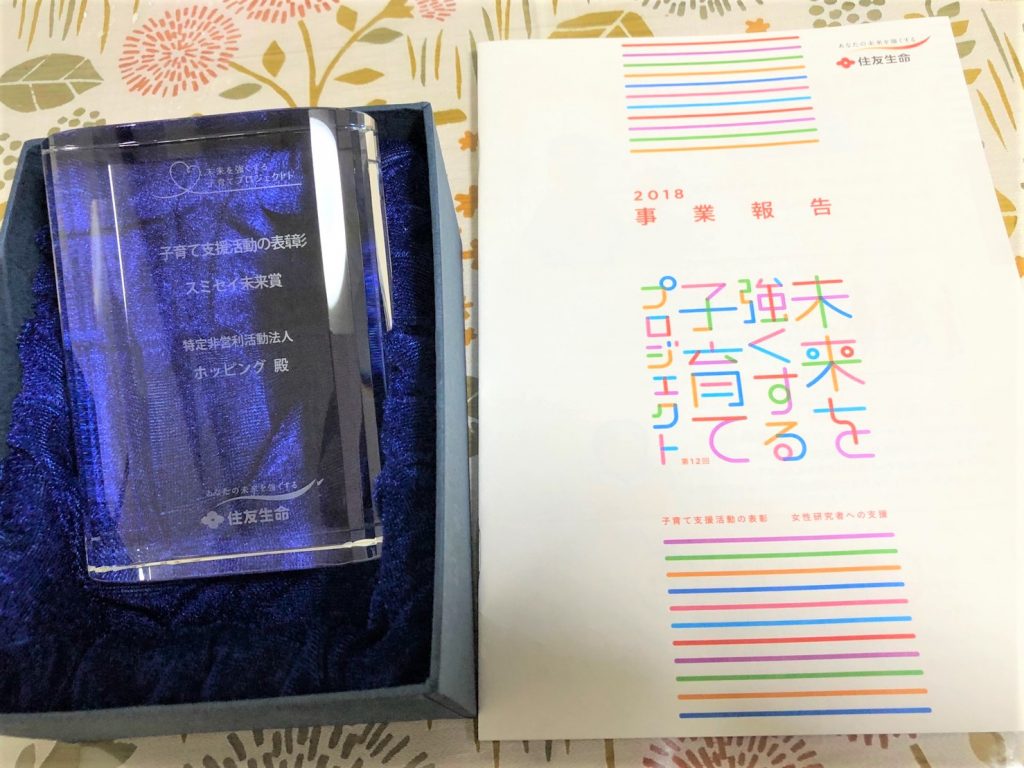 未来を強くする
子育てプロジェクト
子育て支援活動の表彰
スミセイ未来賞
特定非営利活動法人
ホッピング 殿
あなたの未来を強くする
住友生命
あなたの未来を強くする
住友生命
2018
事業報告
未来を
強くする
子育て
プロジェクト
第12回
子育て支援活動の表彰 女性研究者への支援